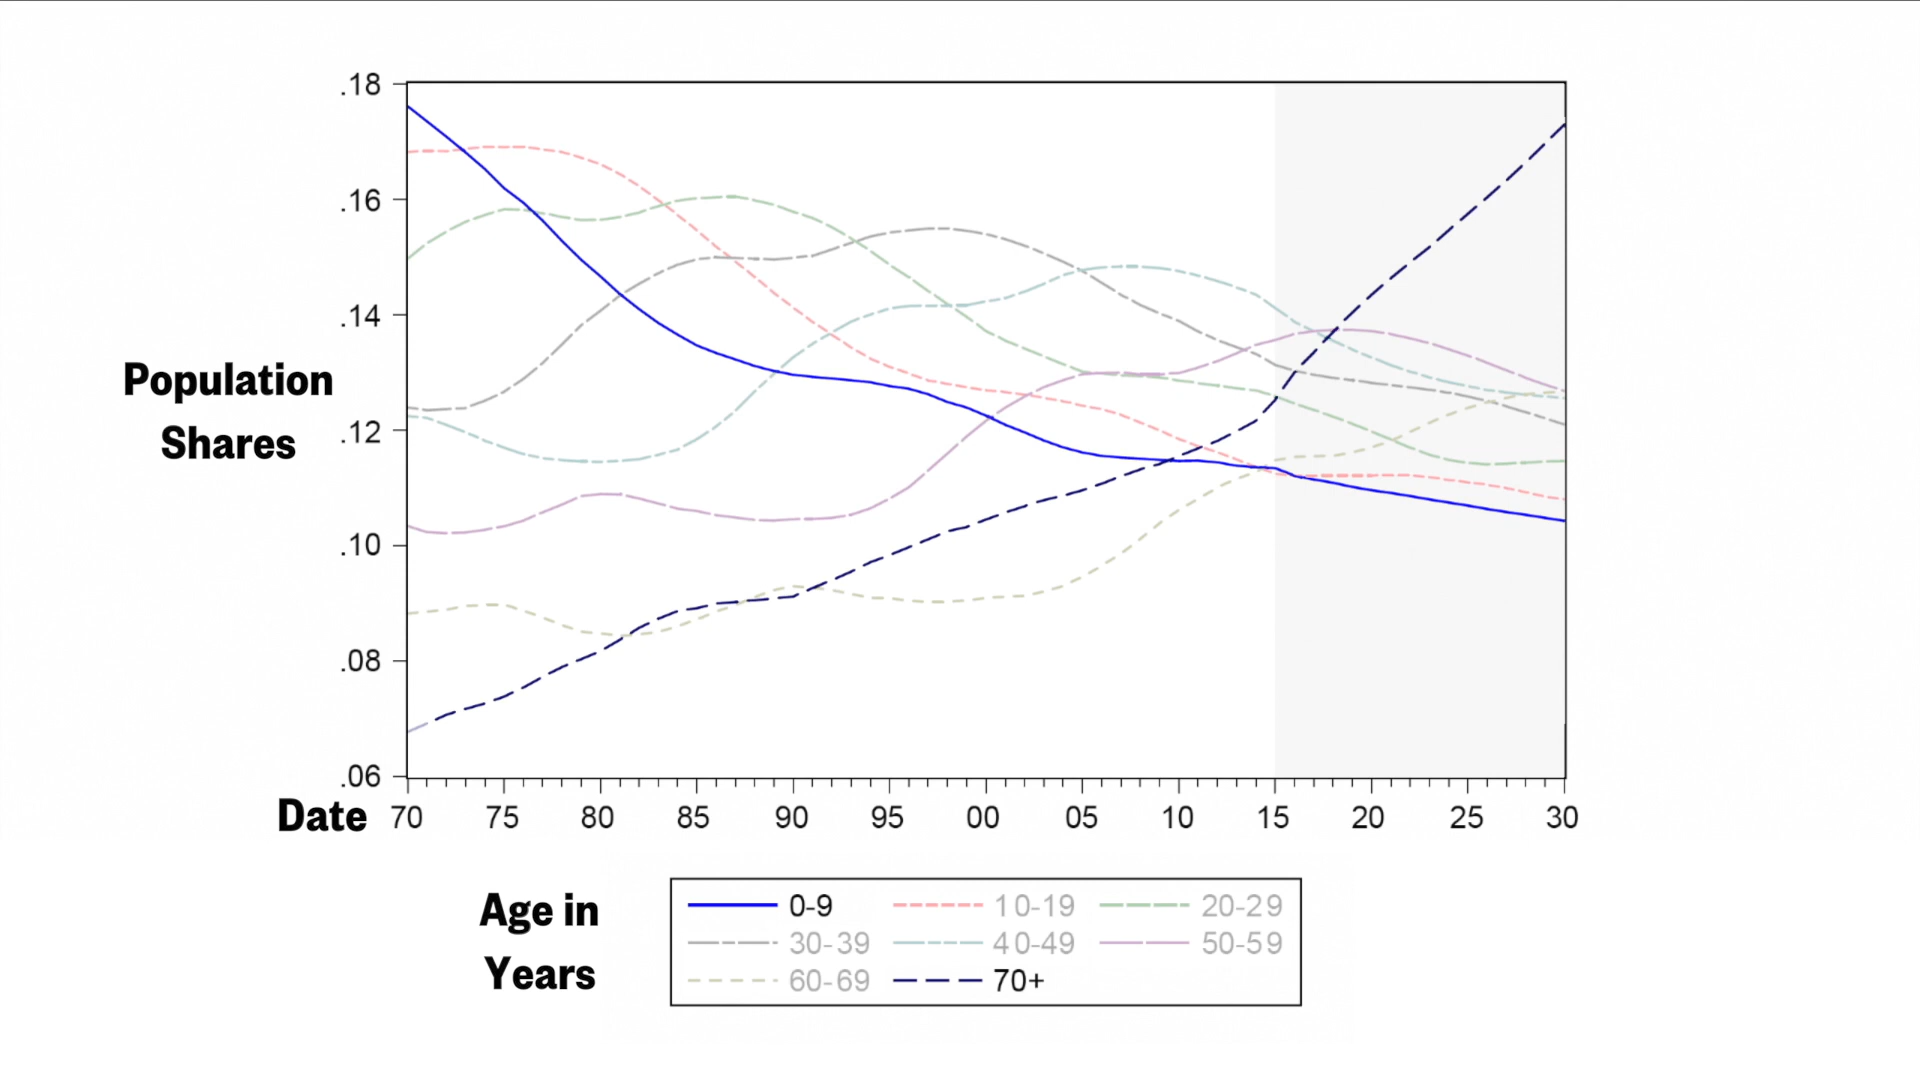 .18
.16
.14
.12
.10
.08
.06
Population
Shares
Date 70 75 80 85 90 95 00 05 10 15 20 25 30
Age in
Years
0-9 10-19 20-29
30-39 40-49 50-59
60-69 70+